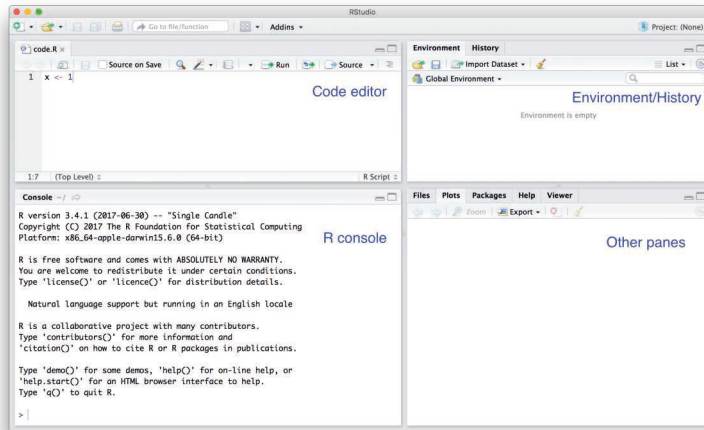 RStudio
Go to file/function
Addins
Project: (None)
code.R
Source on Save
Run
Source
1 x <- 1
Code editor
1:7 (Top Level)
R Script
Console ~/
R version 3.4.1 (2017-06-30) -- "Single Candle"
Copyright (C) 2017 The R Foundation for Statistical Computing
Platform: x86_64-apple-darwin15.6.0 (64-bit)
R console
R is free software and comes with ABSOLUTELY NO WARRANTY.
You are welcome to redistribute it under certain conditions.
Type 'license()' or 'licence()' for distribution details.
Natural language support but running in an English locale
R is a collaborative project with many contributors.
Type 'contributors()' for more information and
'citation()' on how to cite R or R packages in publications.
Type 'demo()' for some demos, 'help()' for on-line help, or
'help.start()' for an HTML browser interface to help.
Type 'q()' to quit R.
>
Environment History
Import Dataset
List
Global Environment
Environment/History
Environment is empty
Files Plots Packages Help Viewer
Zoom Export
Other panes